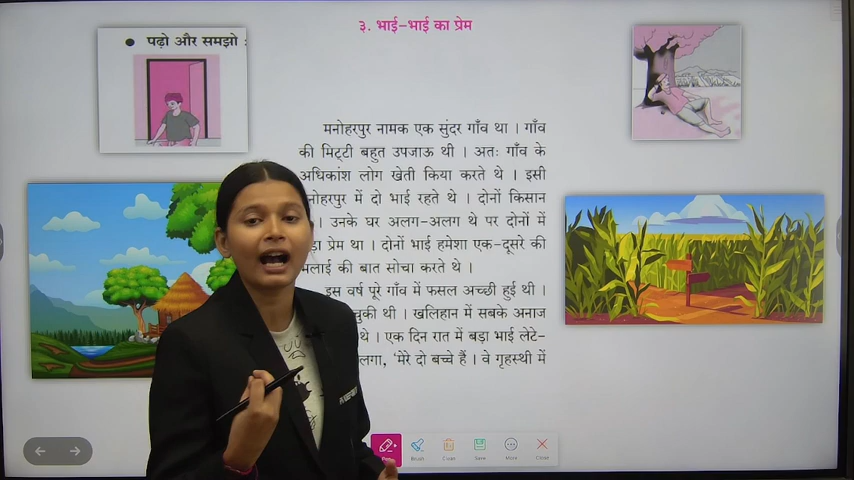 ३. भाई-भाई का प्रेम
● पढ़ो और समझो :
मनोहरपुर नामक एक सुंदर गाँव था । गाँव
की मिट्टी बहुत उपजाऊ थी । अतः गाँव के
अधिकांश लोग खेती किया करते थे । इसी
में दो भाई रहते थे । दोनों किसान
। उनके घर अलग-अलग थे पर दोनों में
प्रेम था । दोनों भाई हमेशा एक-दूसरे की
की बात सोचा करते थे ।
इस वर्ष पूरे गाँव में फसल अच्छी हुई थी ।
चुकी थी । खलिहान में सबके अनाज
थे । एक दिन रात में बड़ा भाई लेटे-
लगा, 'मेरे दो बच्चे हैं । वे गृहस्थी में
Brush Clean Save More Close